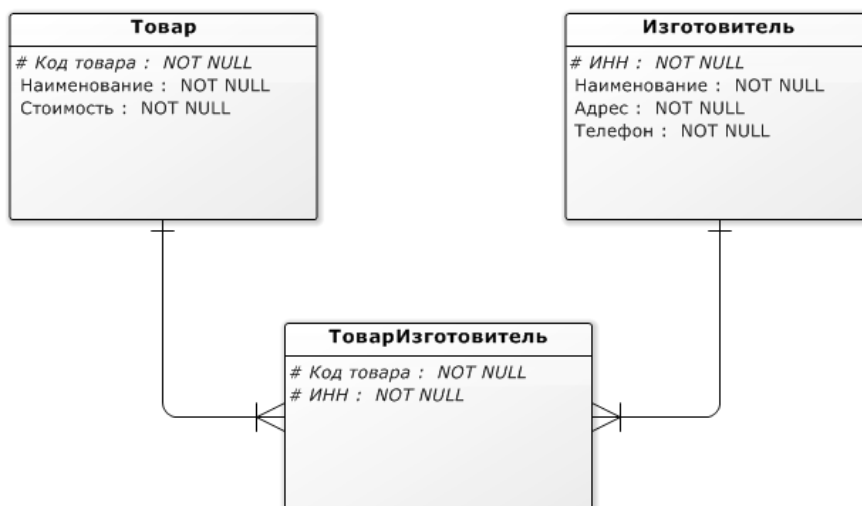 Товар
# Код товара : NOT NULL
Наименование : NOT NULL
Стоимость : NOT NULL
Изготовитель
# ИНН : NOT NULL
Наименование : NOT NULL
Адрес : NOT NULL
Телефон : NOT NULL
ТоварИзготовитель
# Код товара : NOT NULL
# ИНН : NOT NULL